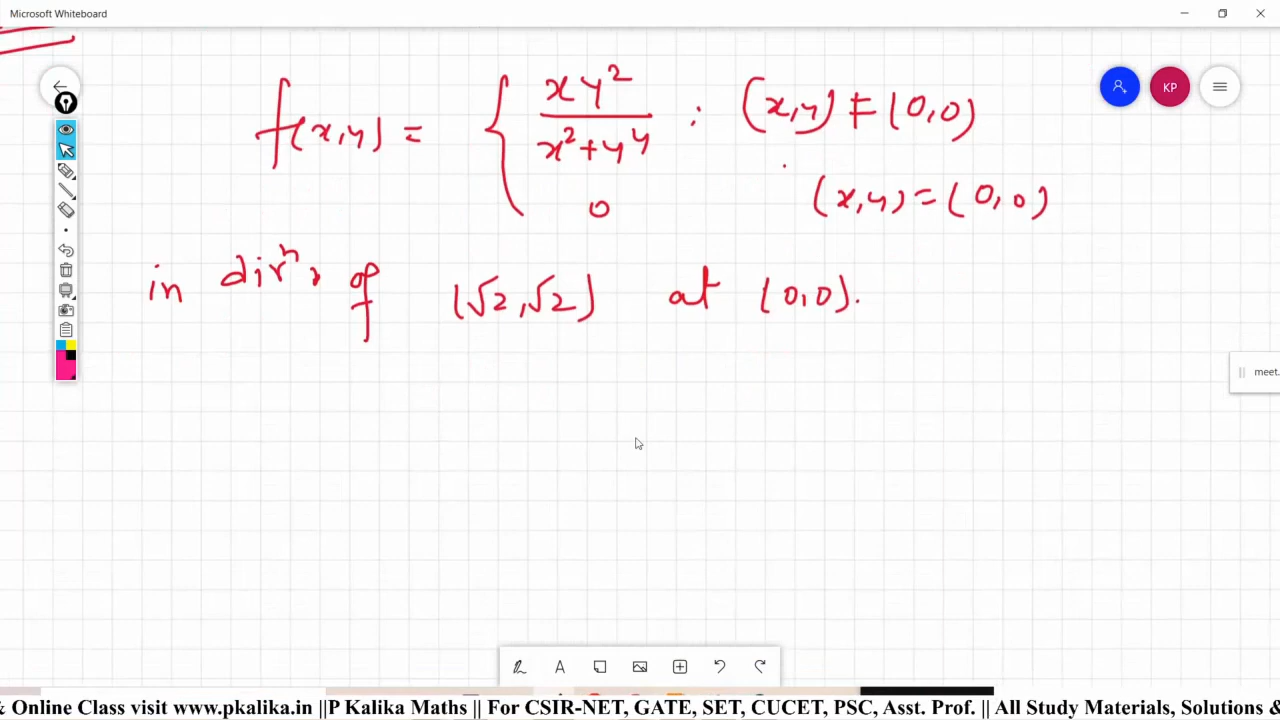 Microsoft Whiteboard
f(x,y) = { xy² / x²+y⁴ : (x,y) ≠ (0,0)
0 (x,y) = (0,0)
KP
in dirⁿ, of (√2,√2) at (0,0).
meet.
& Online Class visit www.pkalika.in ||P Kalika Maths || For CSIR-NET, GATE, SET, CUCET, PSC, Asst. Prof. || All Study Materials, Solutions &